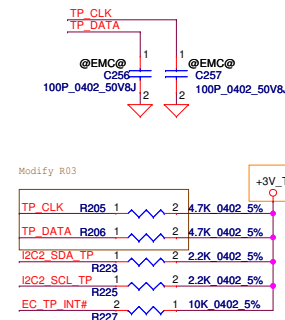 TP_CLK
TP_DATA
1 1
@EMC@ @EMC@
C256 C257
100P_0402_50V8J 100P_0402_50V8J
2 2
Modify R03
+3V_T
TP_CLK R205 1 2 4.7K_0402_5%
TP_DATA R206 1 2 4.7K_0402_5%
I2C2_SDA_TP 1 2 2.2K_0402_5%
R223
I2C2_SCL_TP 1 2 2.2K_0402_5%
R225
EC_TP_INT# 2 1 10K_0402_5%
R227